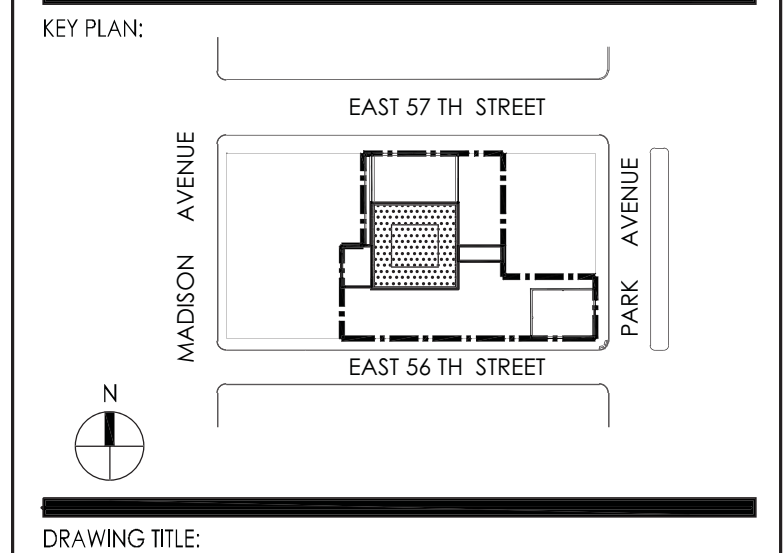 KEY PLAN:
EAST 57 TH STREET
MADISON AVENUE
PARK AVENUE
EAST 56 TH STREET
N
DRAWING TITLE: